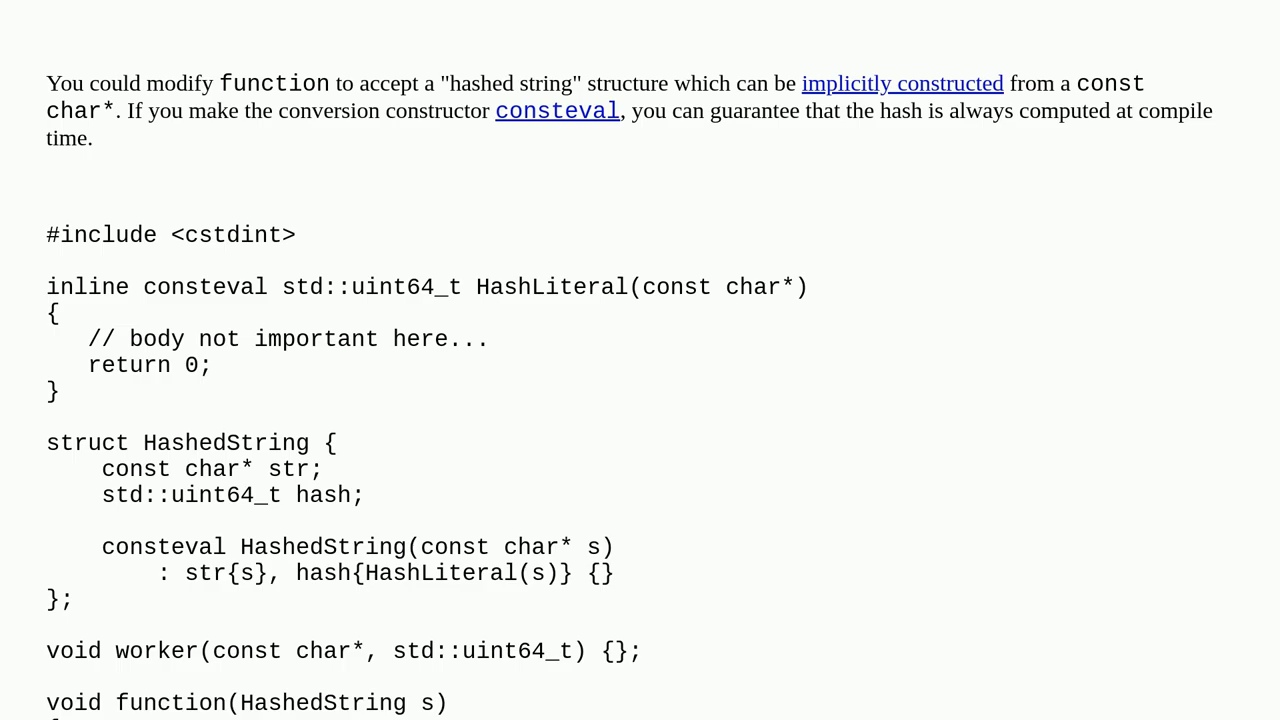 You could modify function to accept a "hashed string" structure which can be implicitly constructed from a const
char*. If you make the conversion constructor consteval, you can guarantee that the hash is always computed at compile
time.
#include <cstdint>
inline consteval std::uint64_t HashLiteral(const char*)
{
   // body not important here...
   return 0;
}
struct HashedString {
    const char* str;
    std::uint64_t hash;
    consteval HashedString(const char* s)
        : str{s}, hash{HashLiteral(s)} {}
};
void worker(const char*, std::uint64_t) {};
void function(HashedString s)